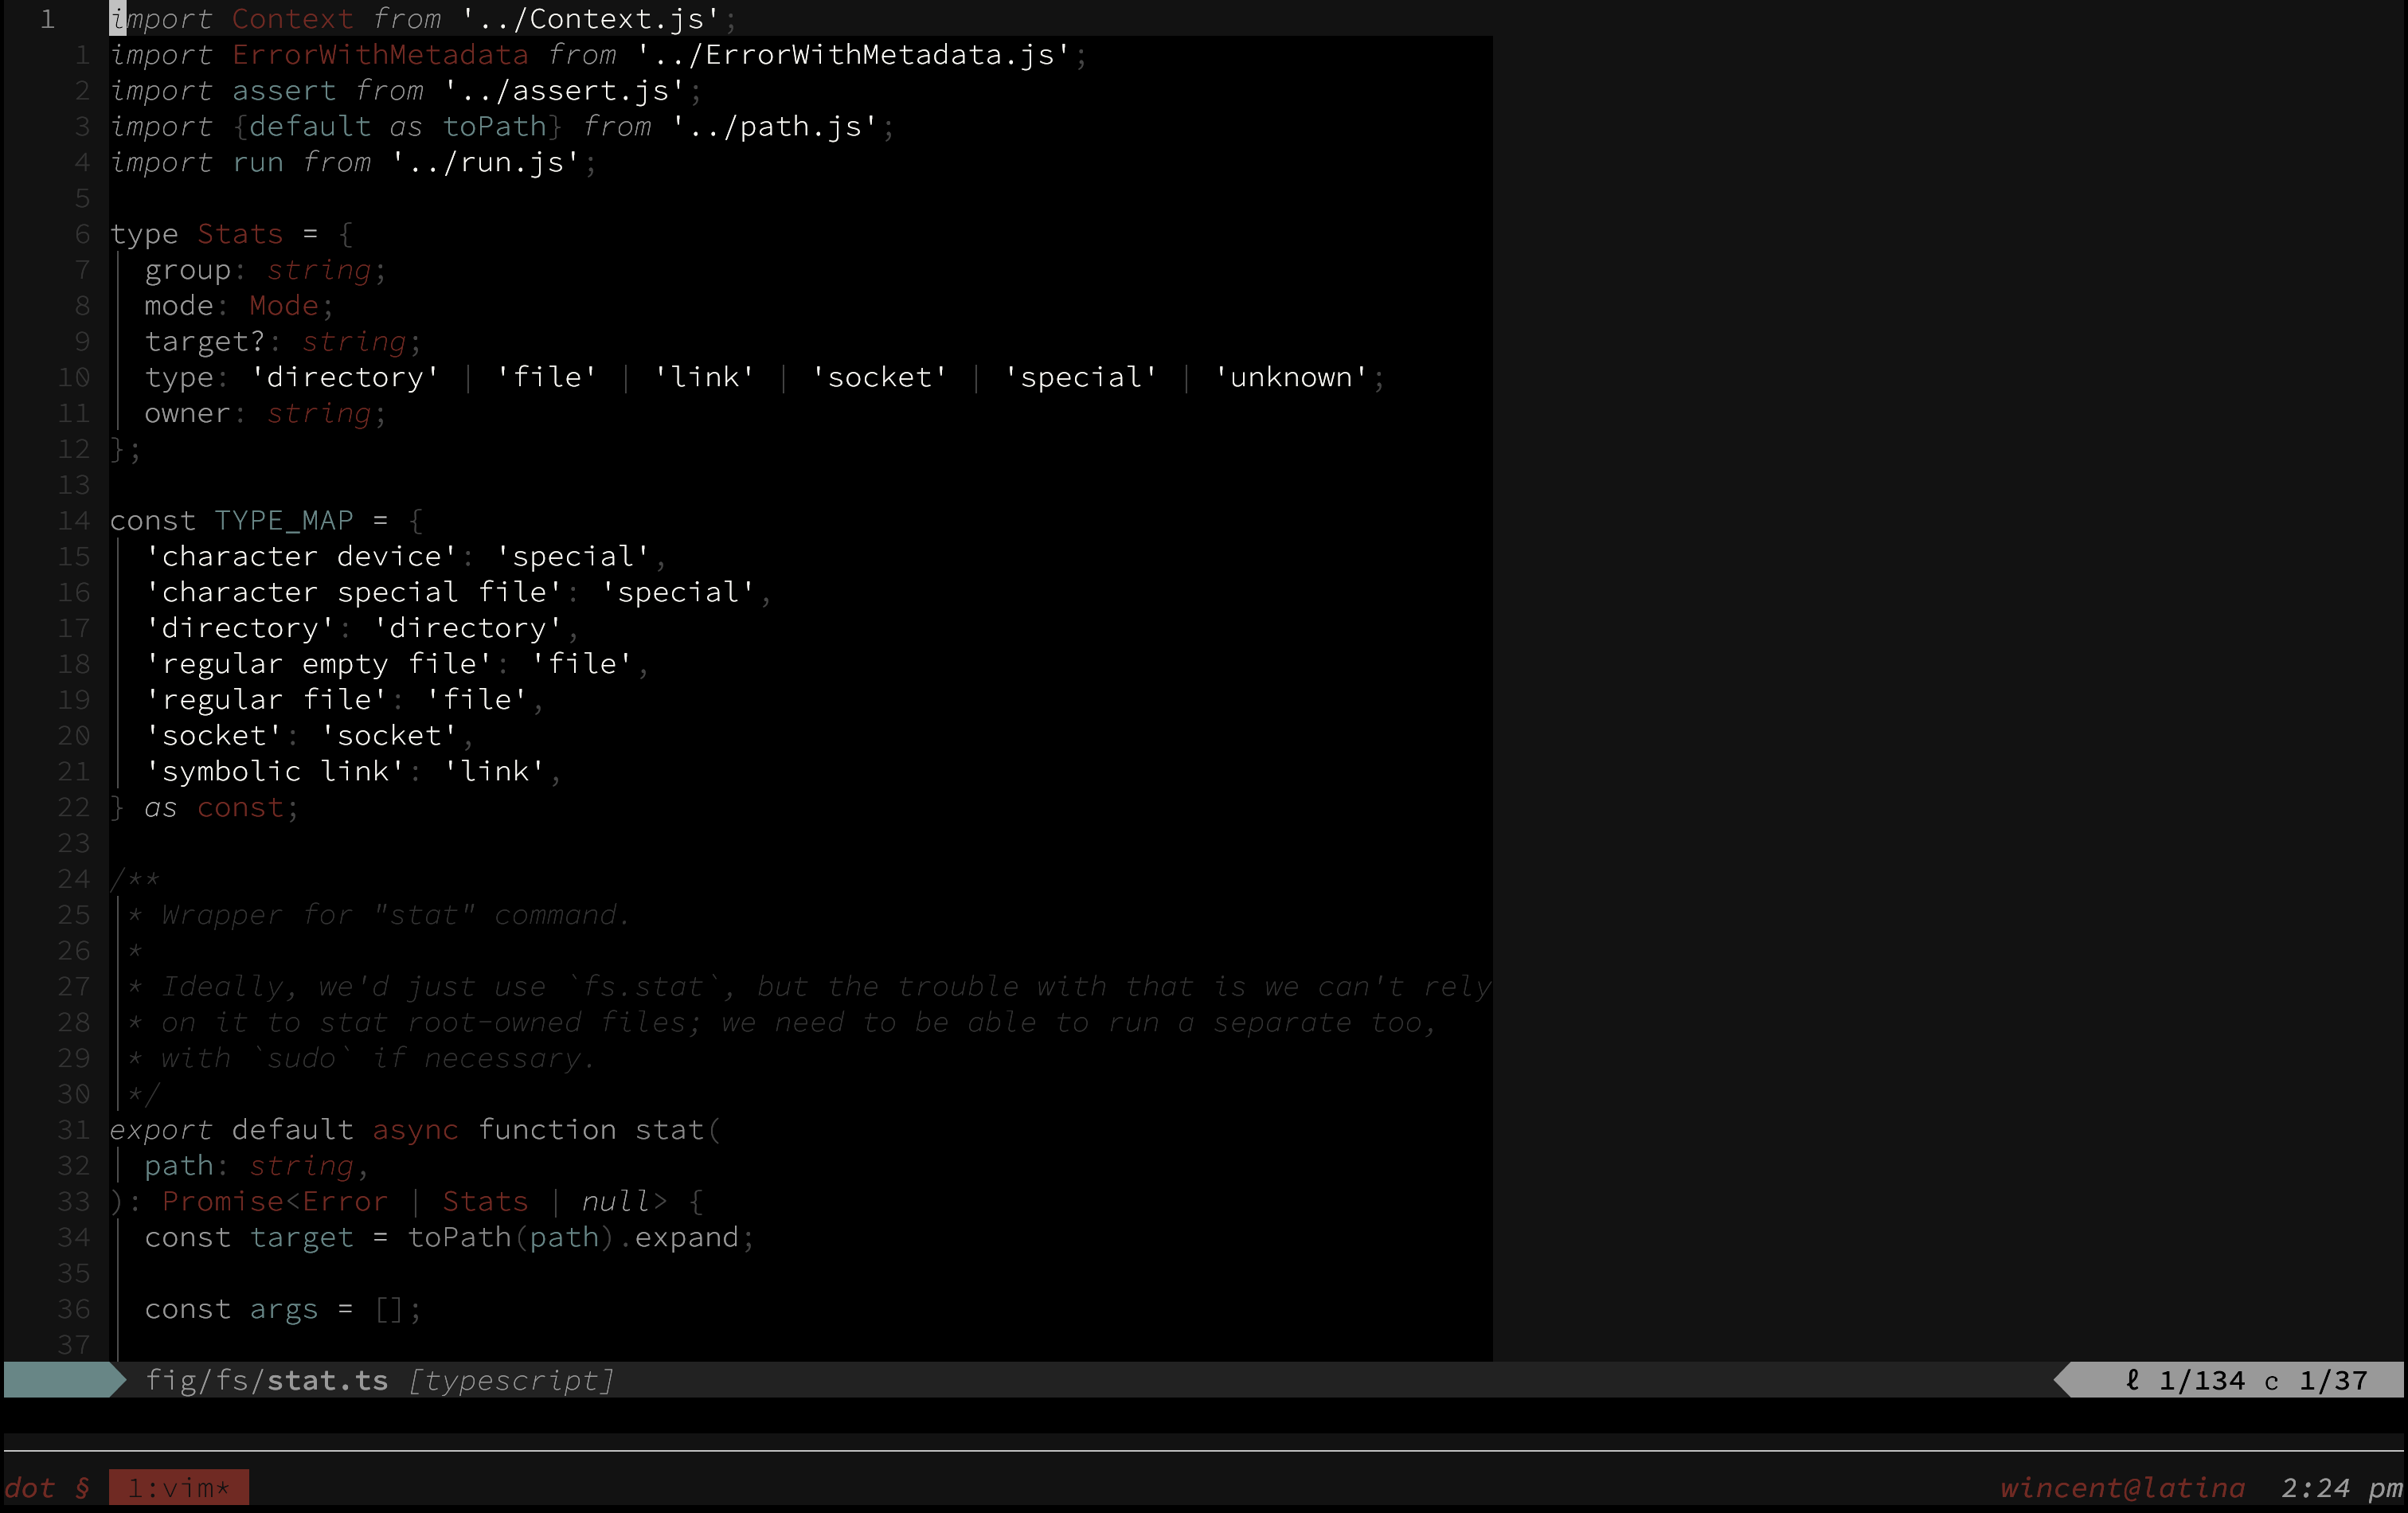 1 import Context from '../Context.js';
1 import ErrorWithMetadata from '../ErrorWithMetadata.js';
2 import assert from '../assert.js';
3 import {default as toPath} from '../path.js';
4 import run from '../run.js';
5
6 type Stats = {
7   group: string;
8   mode: Mode;
9   target?: string;
10   type: 'directory' | 'file' | 'link' | 'socket' | 'special' | 'unknown';
11   owner: string;
12 };
13
14 const TYPE_MAP = {
15   'character device': 'special',
16   'character special file': 'special',
17   'directory': 'directory',
18   'regular empty file': 'file',
19   'regular file': 'file',
20   'socket': 'socket',
21   'symbolic link': 'link',
22 } as const;
23
24 /**
25  * Wrapper for "stat" command.
26  *
27  * Ideally, we'd just use `fs.stat`, but the trouble with that is we can't rely
28  * on it to stat root-owned files; we need to be able to run a separate too,
29  * with `sudo` if necessary.
30  */
31 export default async function stat(
32   path: string,
33 ): Promise<Error | Stats | null> {
34   const target = toPath(path).expand;
35
36   const args = [];
37
fig/fs/stat.ts [typescript] ℓ 1/134 c 1/37
dot § 1:vim* wincent@latina 2:24 pm